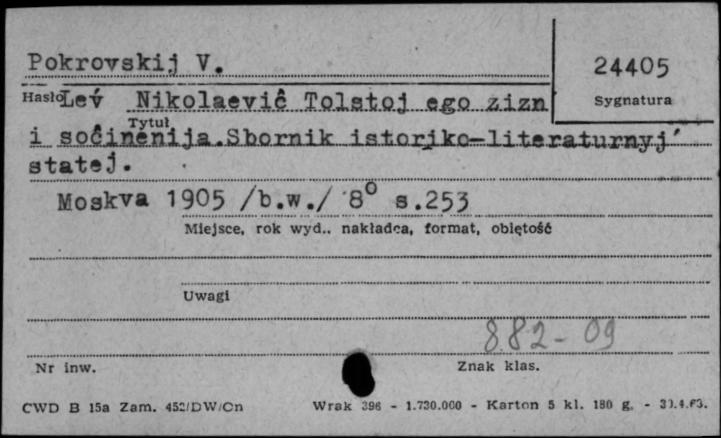 Pokrovskij V.
24405
Hasło
Sygnatura
Lev́ Nikolaevič Tolstoj ego zizn
Tytuł
i sočinenija.Sbornik istorjko-literaturnyj'
statej.
Moskva 1905 /b.w./ 8° s.253
Miejsce, rok wyd., nakładca, format, objętość
Uwagi
882-09
Nr inw.
Znak klas.
CWD B 15a Zam. 452/DW/Cn Wrak 396 - 1.730.000 - Karton 5 kl. 180 g. - 30.4.63.